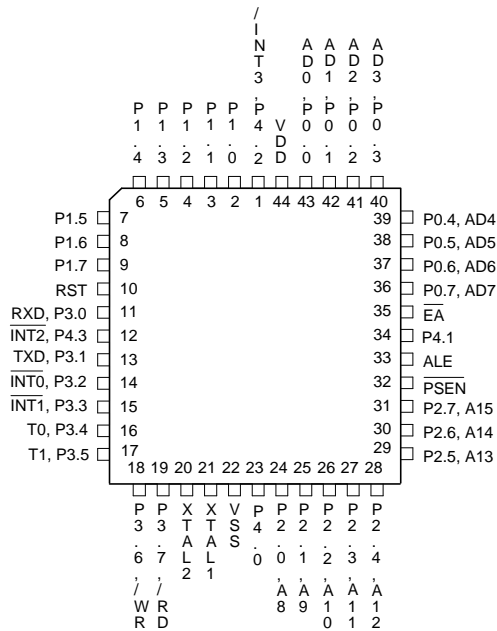 /INT3,P4.2
AD0,P0.0
AD1,P0.1
AD2,P0.2
AD3,P0.3
P1.4
P1.3
P1.2
P1.1
P1.0
VDD
6 5 4 3 2 1 44 43 42 41 40
P1.5 7
P1.6 8
P1.7 9
RST 10
RXD, P3.0 11
INT2, P4.3 12
TXD, P3.1 13
INT0, P3.2 14
INT1, P3.3 15
T0, P3.4 16
T1, P3.5 17
39 P0.4, AD4
38 P0.5, AD5
37 P0.6, AD6
36 P0.7, AD7
35 EA
34 P4.1
33 ALE
32 PSEN
31 P2.7, A15
30 P2.6, A14
29 P2.5, A13
18 19 20 21 22 23 24 25 26 27 28
P3.6,/WR
P3.7,/RD
XTAL2
XTAL1
VSS
P4.0
P2.0,A8
P2.1,A9
P2.2,A10
P2.3,A11
P2.4,A12